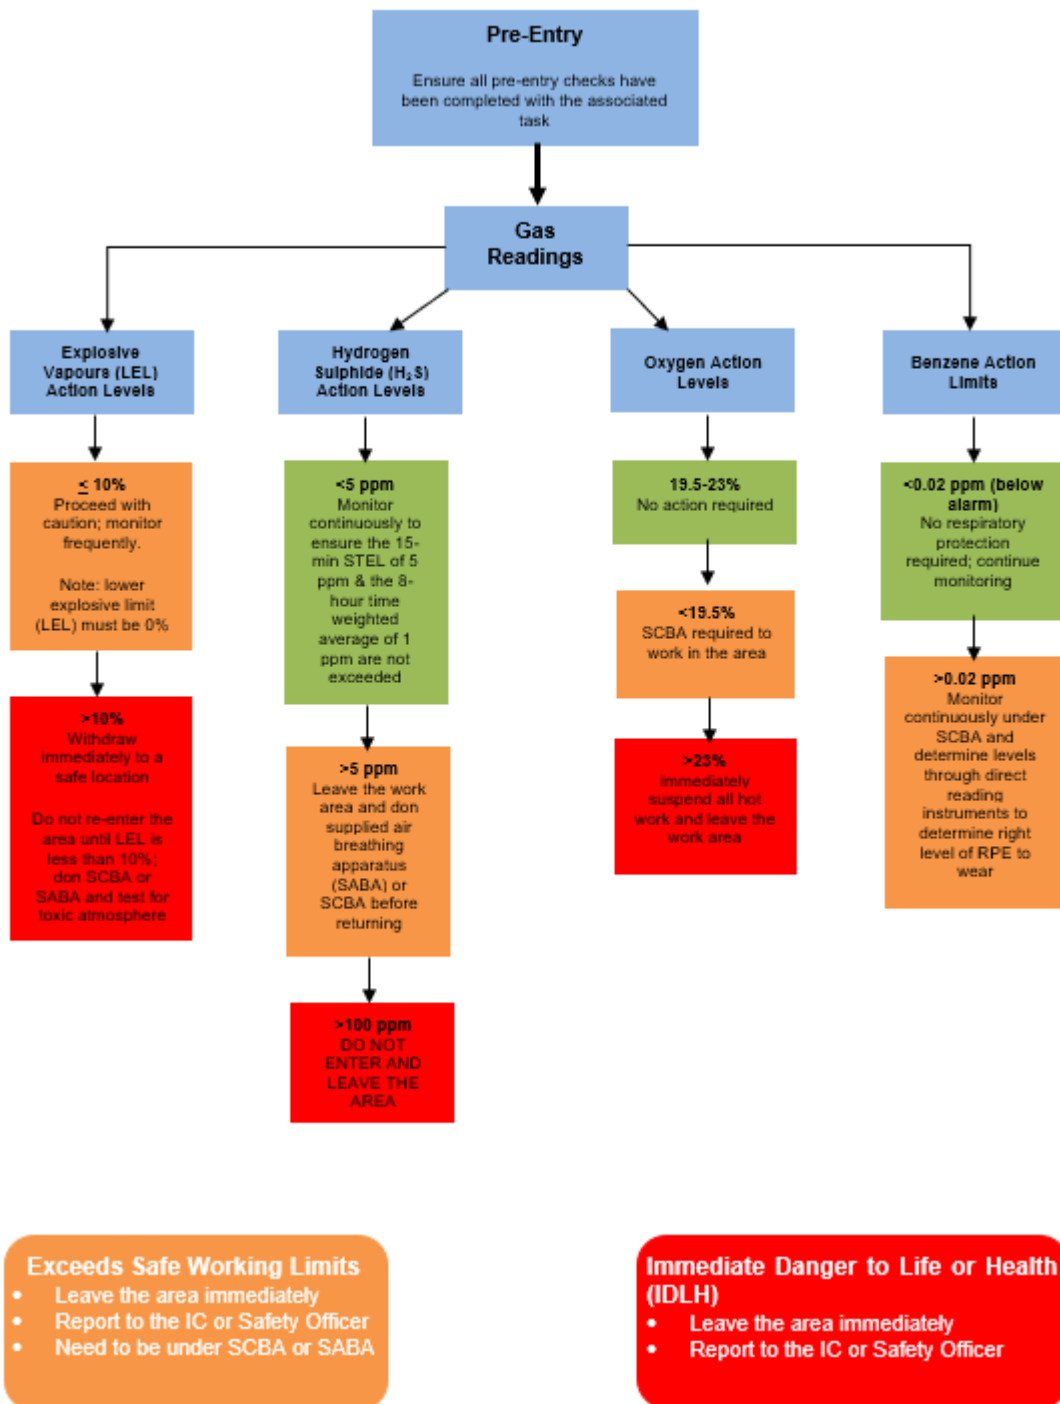 Pre-Entry
Ensure all pre-entry checks have
been completed with the associated
task
Gas
Readings
Explosive
Vapours (LEL)
Action Levels
Hydrogen
Sulphide (H₂S)
Action Levels
Oxygen Action
Levels
Benzene Action
Limits
≤ 10%
Proceed with
caution; monitor
frequently.
Note: lower
explosive limit
(LEL) must be 0%
>10%
Withdraw
immediately to a
safe location
Do not re-enter the
area until LEL is
less than 10%;
don SCBA or
SABA and test for
toxic atmosphere
<5 ppm
Monitor
continuously to
ensure the 15-
min STEL of 5
ppm & the 8-
hour time
weighted
average of 1
ppm are not
exceeded
>5 ppm
Leave the work
area and don
supplied air
breathing
apparatus
(SABA) or
SCBA before
returning
>100 ppm
DO NOT
ENTER AND
LEAVE THE
AREA
19.5-23%
No action required
<19.5%
SCBA required to
work in the area
>23%
Immediately
suspend all hot
work and leave the
work area
<0.02 ppm (below
alarm)
No respiratory
protection
required; continue
monitoring
>0.02 ppm
Monitor
continuously under
SCBA and
determine levels
through direct
reading
instruments to
determine right
level of RPE to
wear
Exceeds Safe Working Limits
• Leave the area immediately
• Report to the IC or Safety Officer
• Need to be under SCBA or SABA
Immediate Danger to Life or Health
(IDLH)
• Leave the area immediately
• Report to the IC or Safety Officer